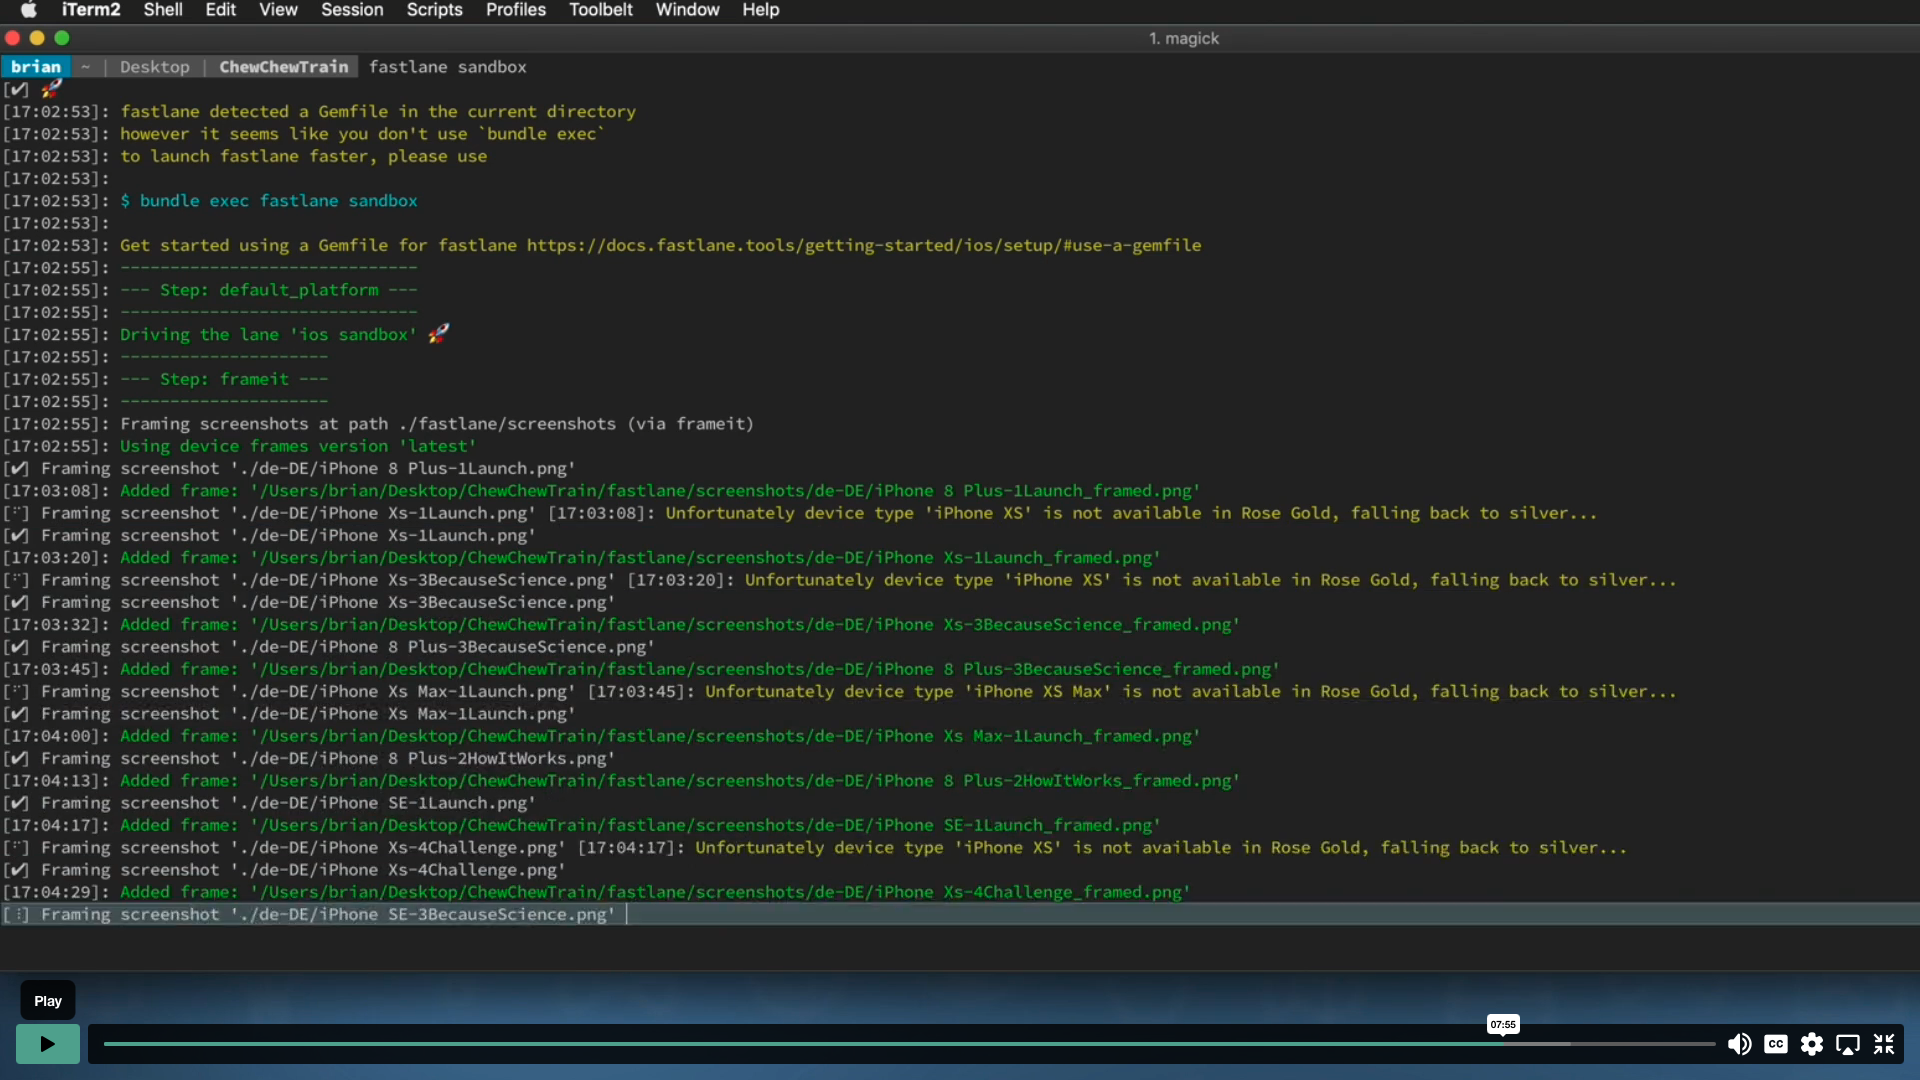 iTerm2 Shell Edit View Session Scripts Profiles Toolbelt Window Help
1. magick
brian ~ | Desktop | ChewChewTrain fastlane sandbox
[✔] 🚀
[17:02:53]: fastlane detected a Gemfile in the current directory
[17:02:53]: however it seems like you don't use `bundle exec`
[17:02:53]: to launch fastlane faster, please use
[17:02:53]:
[17:02:53]: $ bundle exec fastlane sandbox
[17:02:53]:
[17:02:53]: Get started using a Gemfile for fastlane https://docs.fastlane.tools/getting-started/ios/setup/#use-a-gemfile
[17:02:55]: ------------------------------
[17:02:55]: --- Step: default_platform ---
[17:02:55]: ------------------------------
[17:02:55]: Driving the lane 'ios sandbox' 🚀
[17:02:55]: ---------------------
[17:02:55]: --- Step: frameit ---
[17:02:55]: ---------------------
[17:02:55]: Framing screenshots at path ./fastlane/screenshots (via frameit)
[17:02:55]: Using device frames version 'latest'
[✔] Framing screenshot './de-DE/iPhone 8 Plus-1Launch.png'
[17:03:08]: Added frame: '/Users/brian/Desktop/ChewChewTrain/fastlane/screenshots/de-DE/iPhone 8 Plus-1Launch_framed.png'
[⠋] Framing screenshot './de-DE/iPhone Xs-1Launch.png' [17:03:08]: Unfortunately device type 'iPhone XS' is not available in Rose Gold, falling back to silver...
[✔] Framing screenshot './de-DE/iPhone Xs-1Launch.png'
[17:03:20]: Added frame: '/Users/brian/Desktop/ChewChewTrain/fastlane/screenshots/de-DE/iPhone Xs-1Launch_framed.png'
[⠋] Framing screenshot './de-DE/iPhone Xs-3BecauseScience.png' [17:03:20]: Unfortunately device type 'iPhone XS' is not available in Rose Gold, falling back to silver...
[✔] Framing screenshot './de-DE/iPhone Xs-3BecauseScience.png'
[17:03:32]: Added frame: '/Users/brian/Desktop/ChewChewTrain/fastlane/screenshots/de-DE/iPhone Xs-3BecauseScience_framed.png'
[✔] Framing screenshot './de-DE/iPhone 8 Plus-3BecauseScience.png'
[17:03:45]: Added frame: '/Users/brian/Desktop/ChewChewTrain/fastlane/screenshots/de-DE/iPhone 8 Plus-3BecauseScience_framed.png'
[⠋] Framing screenshot './de-DE/iPhone Xs Max-1Launch.png' [17:03:45]: Unfortunately device type 'iPhone XS Max' is not available in Rose Gold, falling back to silver...
[✔] Framing screenshot './de-DE/iPhone Xs Max-1Launch.png'
[17:04:00]: Added frame: '/Users/brian/Desktop/ChewChewTrain/fastlane/screenshots/de-DE/iPhone Xs Max-1Launch_framed.png'
[✔] Framing screenshot './de-DE/iPhone 8 Plus-2HowItWorks.png'
[17:04:13]: Added frame: '/Users/brian/Desktop/ChewChewTrain/fastlane/screenshots/de-DE/iPhone 8 Plus-2HowItWorks_framed.png'
[✔] Framing screenshot './de-DE/iPhone SE-1Launch.png'
[17:04:17]: Added frame: '/Users/brian/Desktop/ChewChewTrain/fastlane/screenshots/de-DE/iPhone SE-1Launch_framed.png'
[⠋] Framing screenshot './de-DE/iPhone Xs-4Challenge.png' [17:04:17]: Unfortunately device type 'iPhone XS' is not available in Rose Gold, falling back to silver...
[✔] Framing screenshot './de-DE/iPhone Xs-4Challenge.png'
[17:04:29]: Added frame: '/Users/brian/Desktop/ChewChewTrain/fastlane/screenshots/de-DE/iPhone Xs-4Challenge_framed.png'
[⠸] Framing screenshot './de-DE/iPhone SE-3BecauseScience.png'
Play
07:55
CC